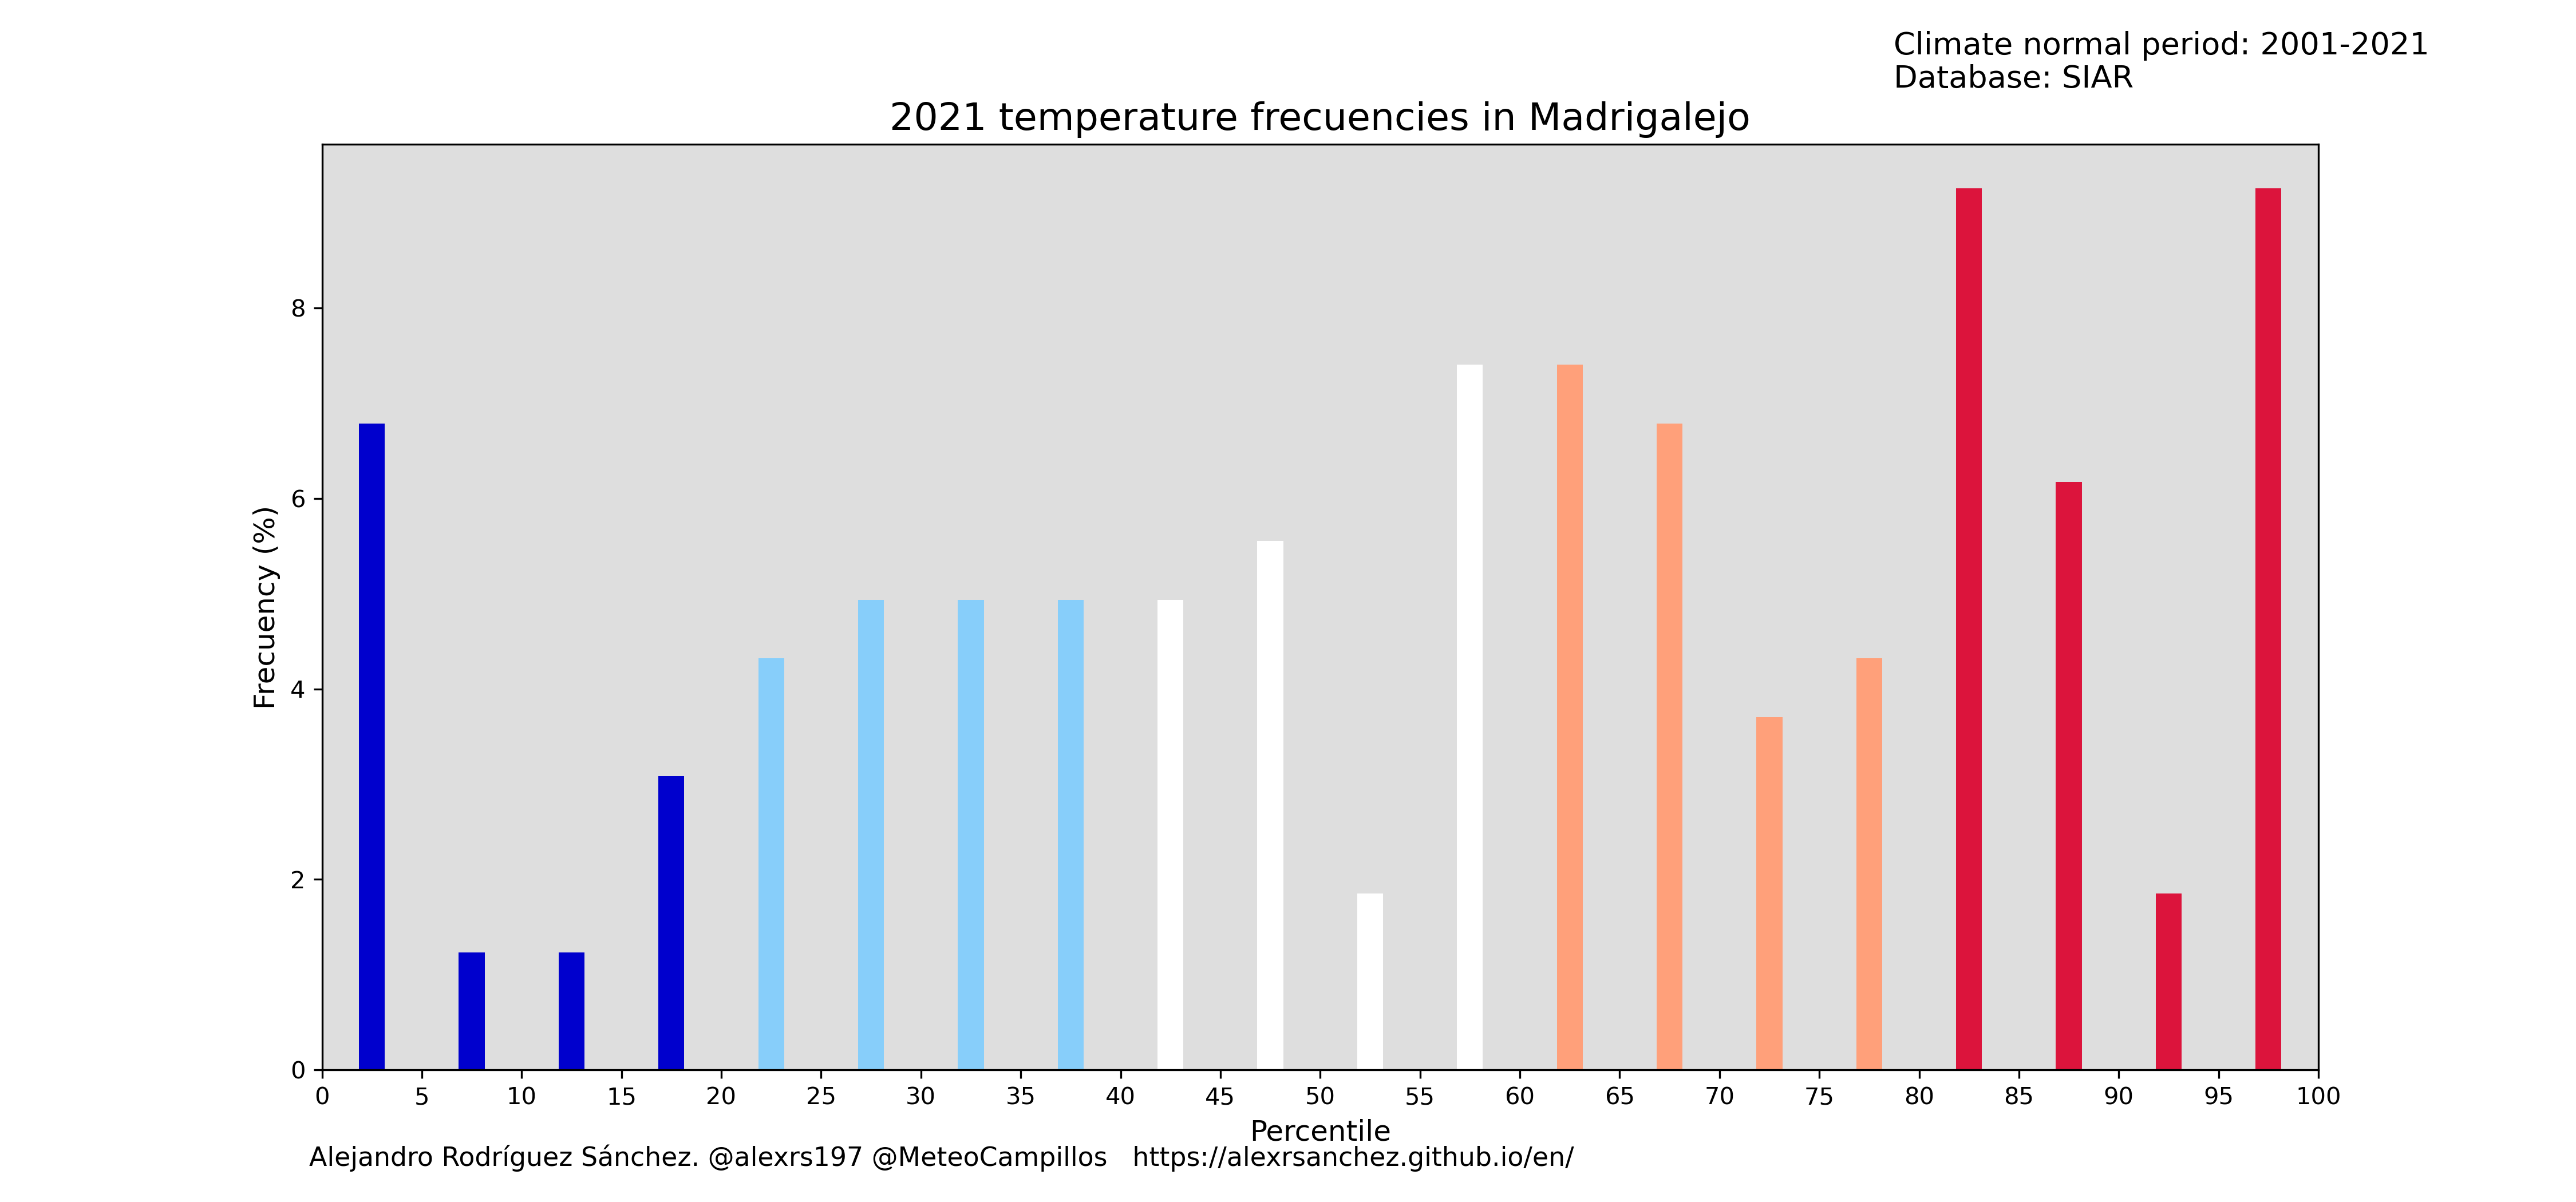 Climate normal period: 2001-2021
Database: SIAR
2021 temperature frecuencies in Madrigalejo
Frecuency (%)
8
6
4
2
0
0 5 10 15 20 25 30 35 40 45 50 55 60 65 70 75 80 85 90 95 100
Percentile
Alejandro Rodríguez Sánchez. @alexrs197 @MeteoCampillos https://alexrsanchez.github.io/en/